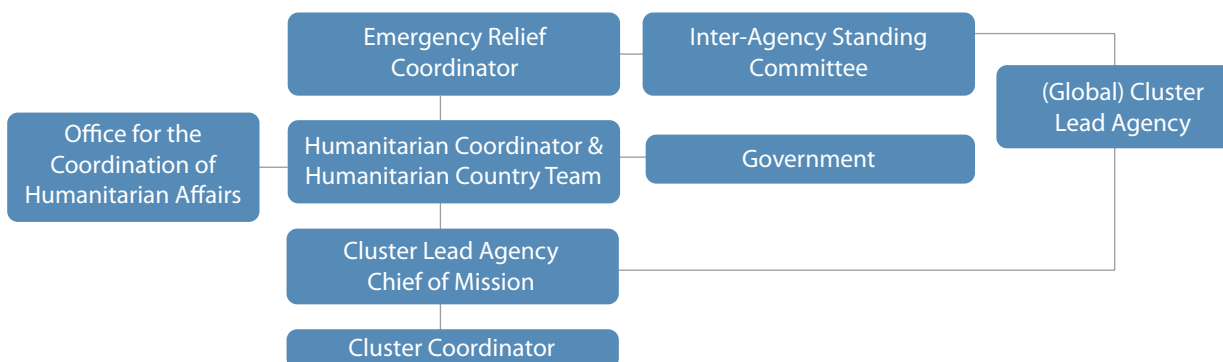 Emergency Relief
Coordinator
Inter-Agency Standing
Committee
(Global) Cluster
Lead Agency
Office for the
Coordination of
Humanitarian Affairs
Humanitarian Coordinator &
Humanitarian Country Team
Government
Cluster Lead Agency
Chief of Mission
Cluster Coordinator